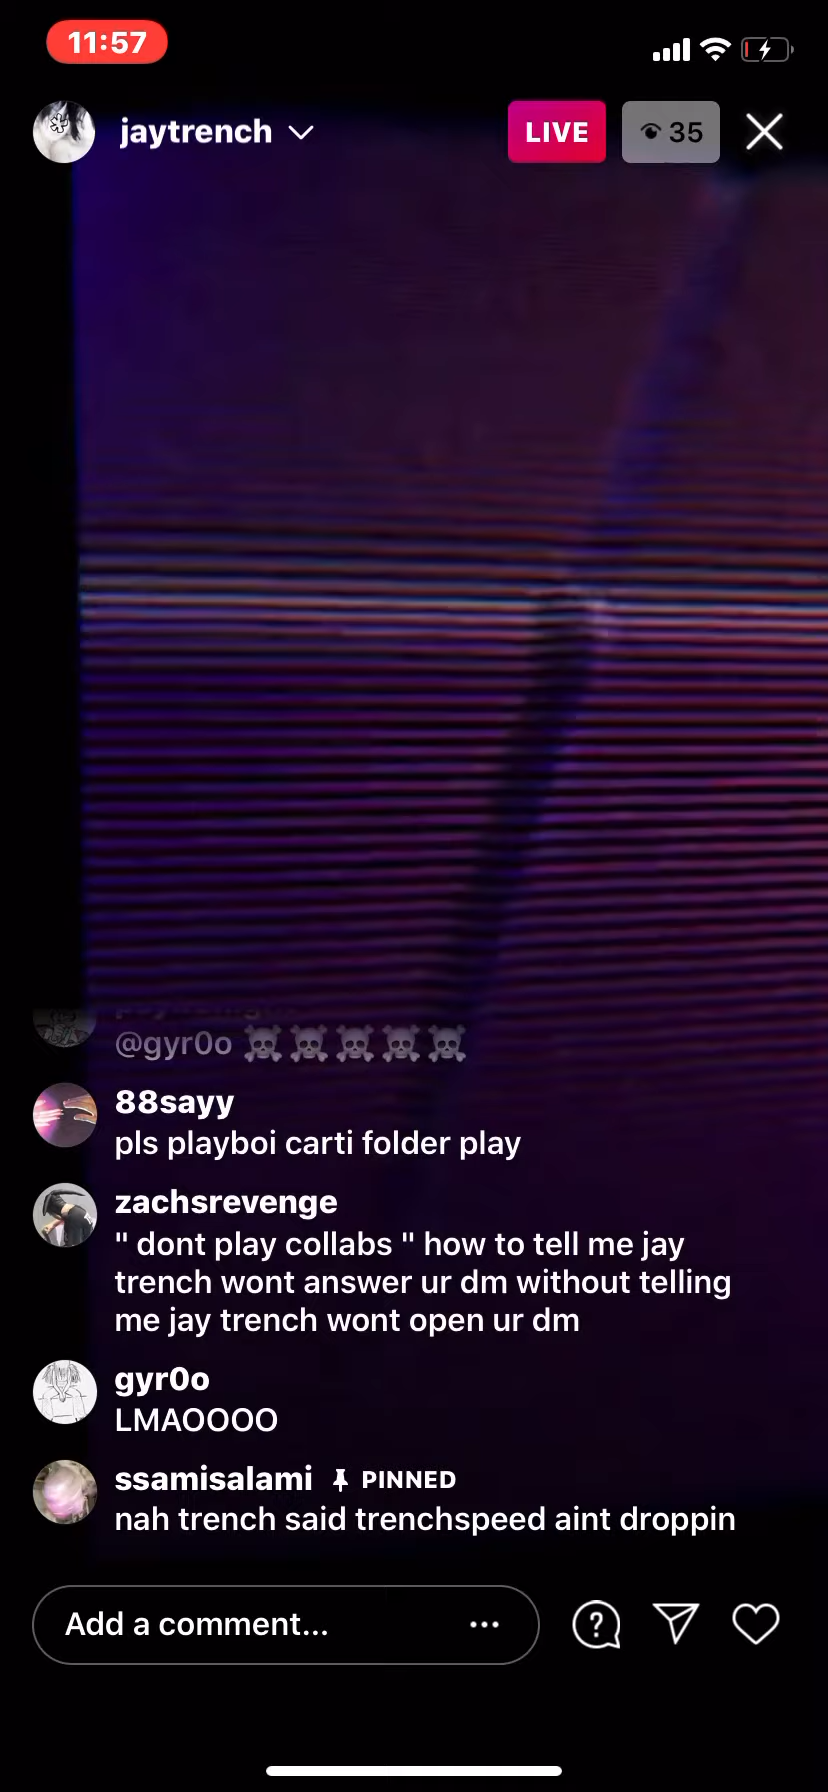 11:57
jaytrench
LIVE
35
@gyr0o ☠️☠️☠️☠️☠️
88sayy
pls playboi carti folder play
zachsrevenge
" dont play collabs " how to tell me jay
trench wont answer ur dm without telling
me jay trench wont open ur dm
gyr0o
LMAOOOO
ssamisalami PINNED
nah trench said trenchspeed aint droppin
Add a comment...